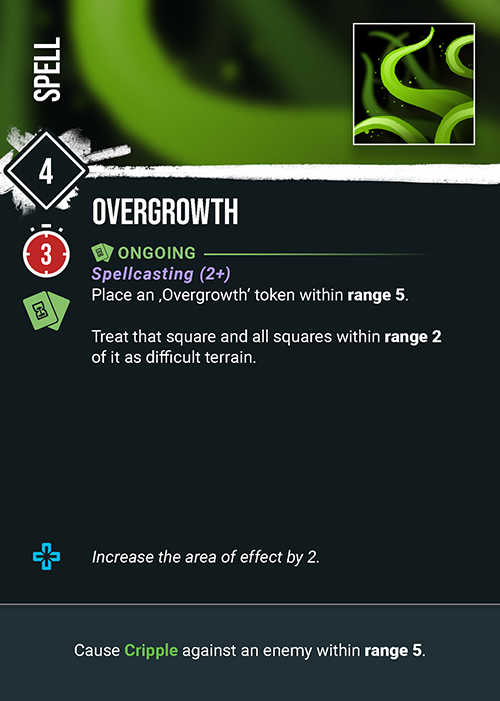 SPELL
4
OVERGROWTH
3
ONGOING
Spellcasting (2+)
Place an ‚Overgrowth‘ token within range 5.
Treat that square and all squares within range 2
of it as difficult terrain.
Increase the area of effect by 2.
Cause Cripple against an enemy within range 5.